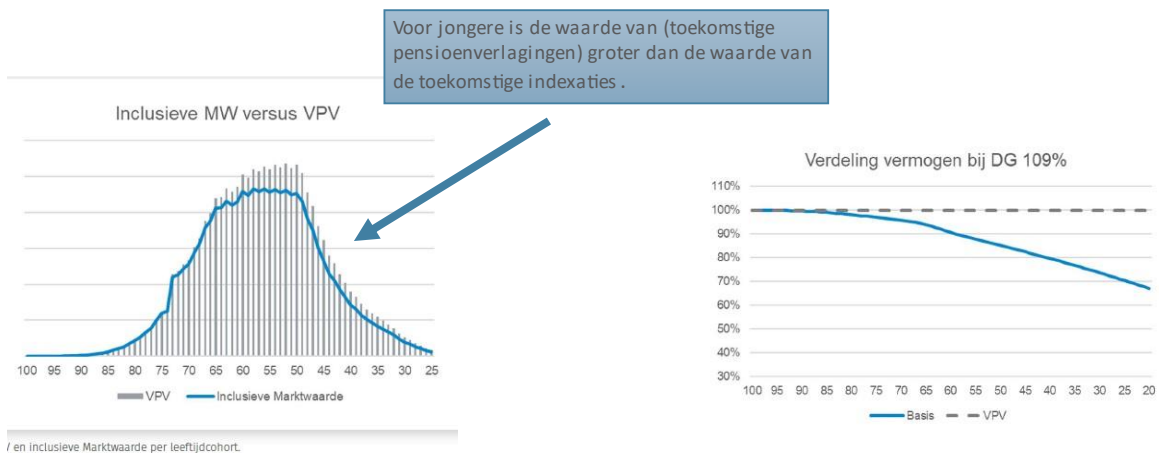 Voor jongere is de waarde van (toekomstige
pensioenverlagingen) groter dan de waarde van
de toekomstige indexaties .
Inclusieve MW versus VPV
100 95 90 85 80 75 70 65 60 55 50 45 40 35 30 25
VPV Inclusieve Marktwaarde
en inclusieve Marktwaarde per leeftijdcohort.
Verdeling vermogen bij DG 109%
110%
100%
90%
80%
70%
60%
50%
40%
30%
100 95 90 85 80 75 70 65 60 55 50 45 40 35 30 25 20
Basis VPV